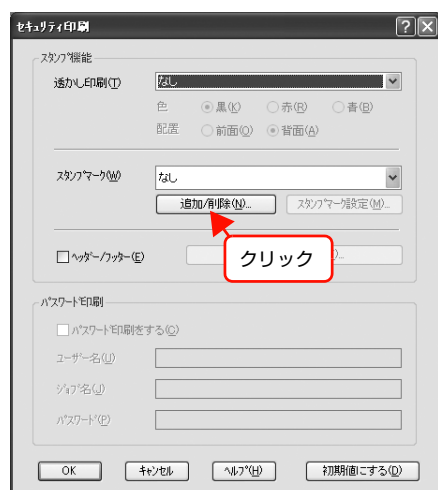 セキュリティ印刷
スタンプ機能
透かし印刷(T) なし
色 黒(K) 赤(R) 青(B)
配置 前面(O) 背面(A)
スタンプマーク(W) なし
追加/削除(N)... スタンプマーク設定(M)...
クリック
ヘッダー/フッター(E)
パスワード印刷
パスワード印刷をする(C)
ユーザー名(U)
ジョブ名(J)
パスワード(P)
OK キャンセル ヘルプ(H) 初期値にする(D)